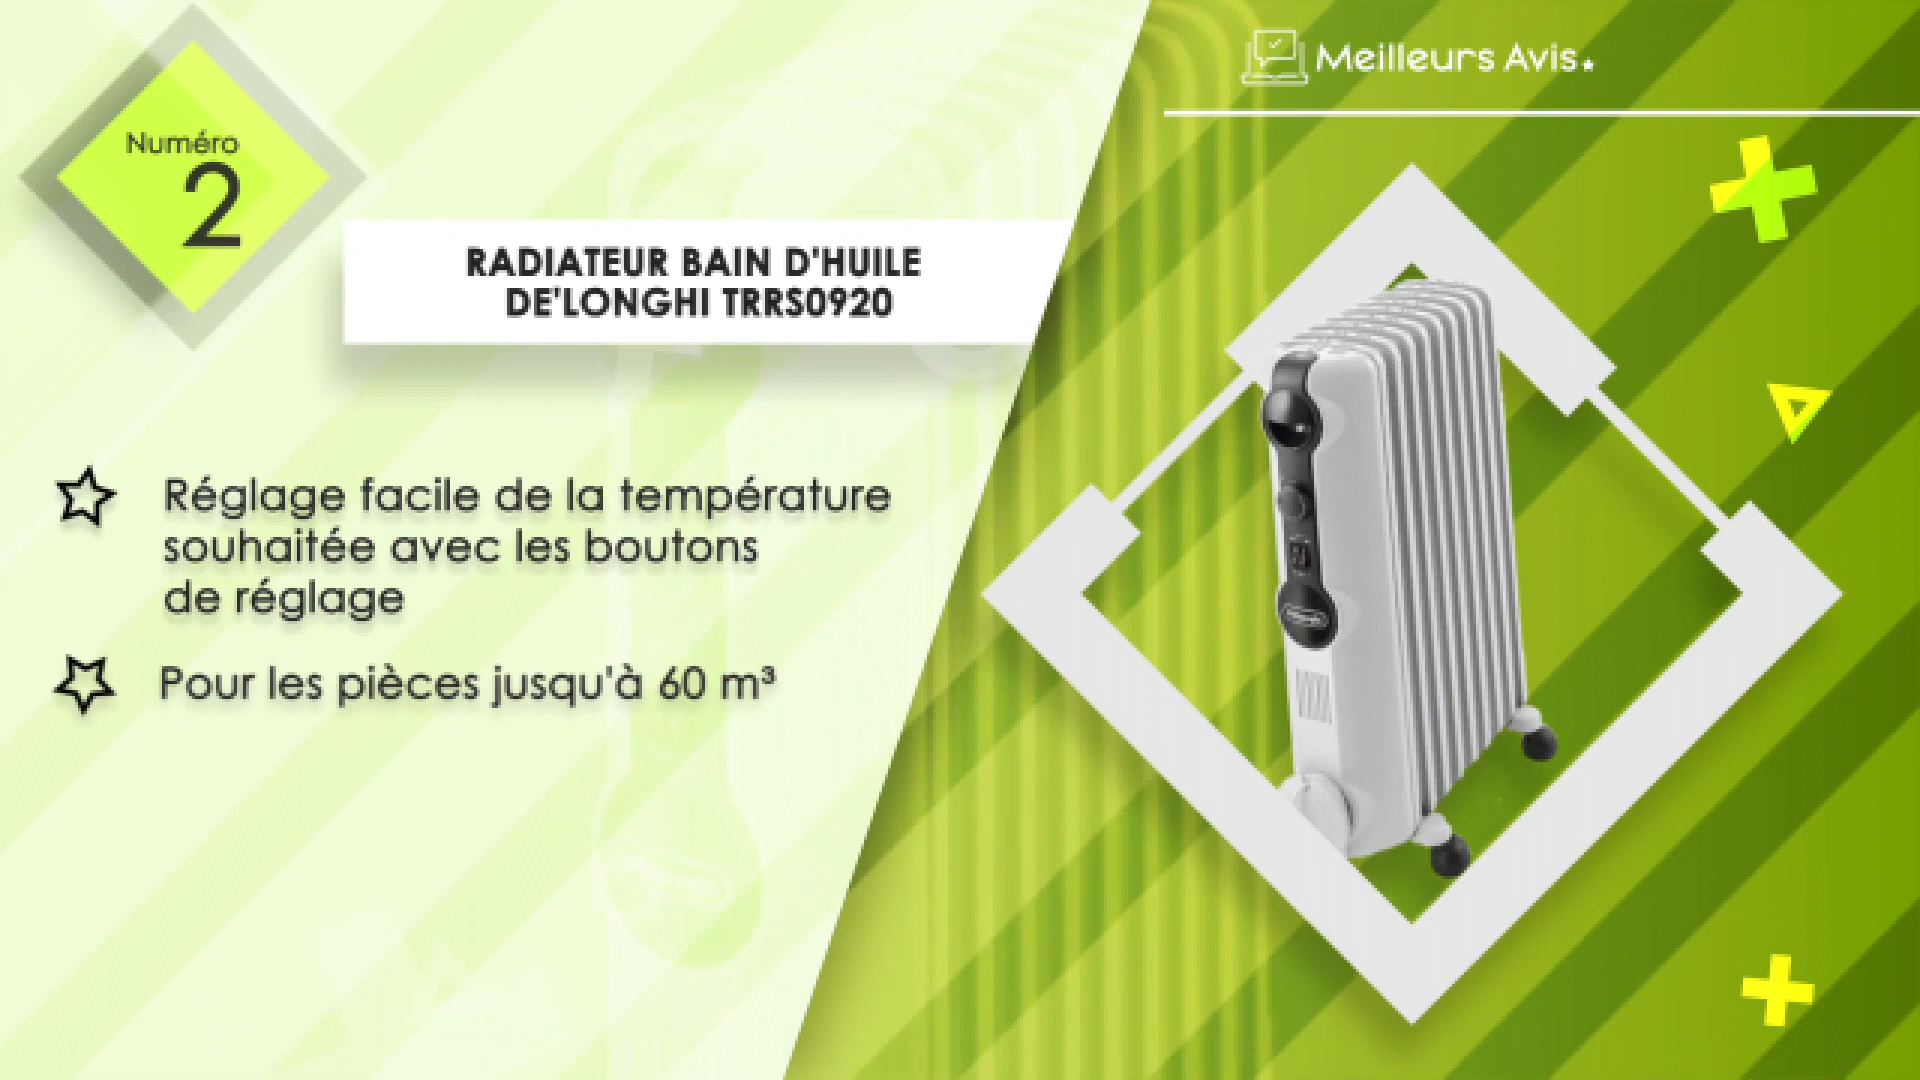 Meilleurs Avis
Numéro
2
RADIATEUR BAIN D'HUILE
DE'LONGHI TRRS0920
Réglage facile de la température
souhaitée avec les boutons
de réglage
Pour les pièces jusqu'à 60 m³